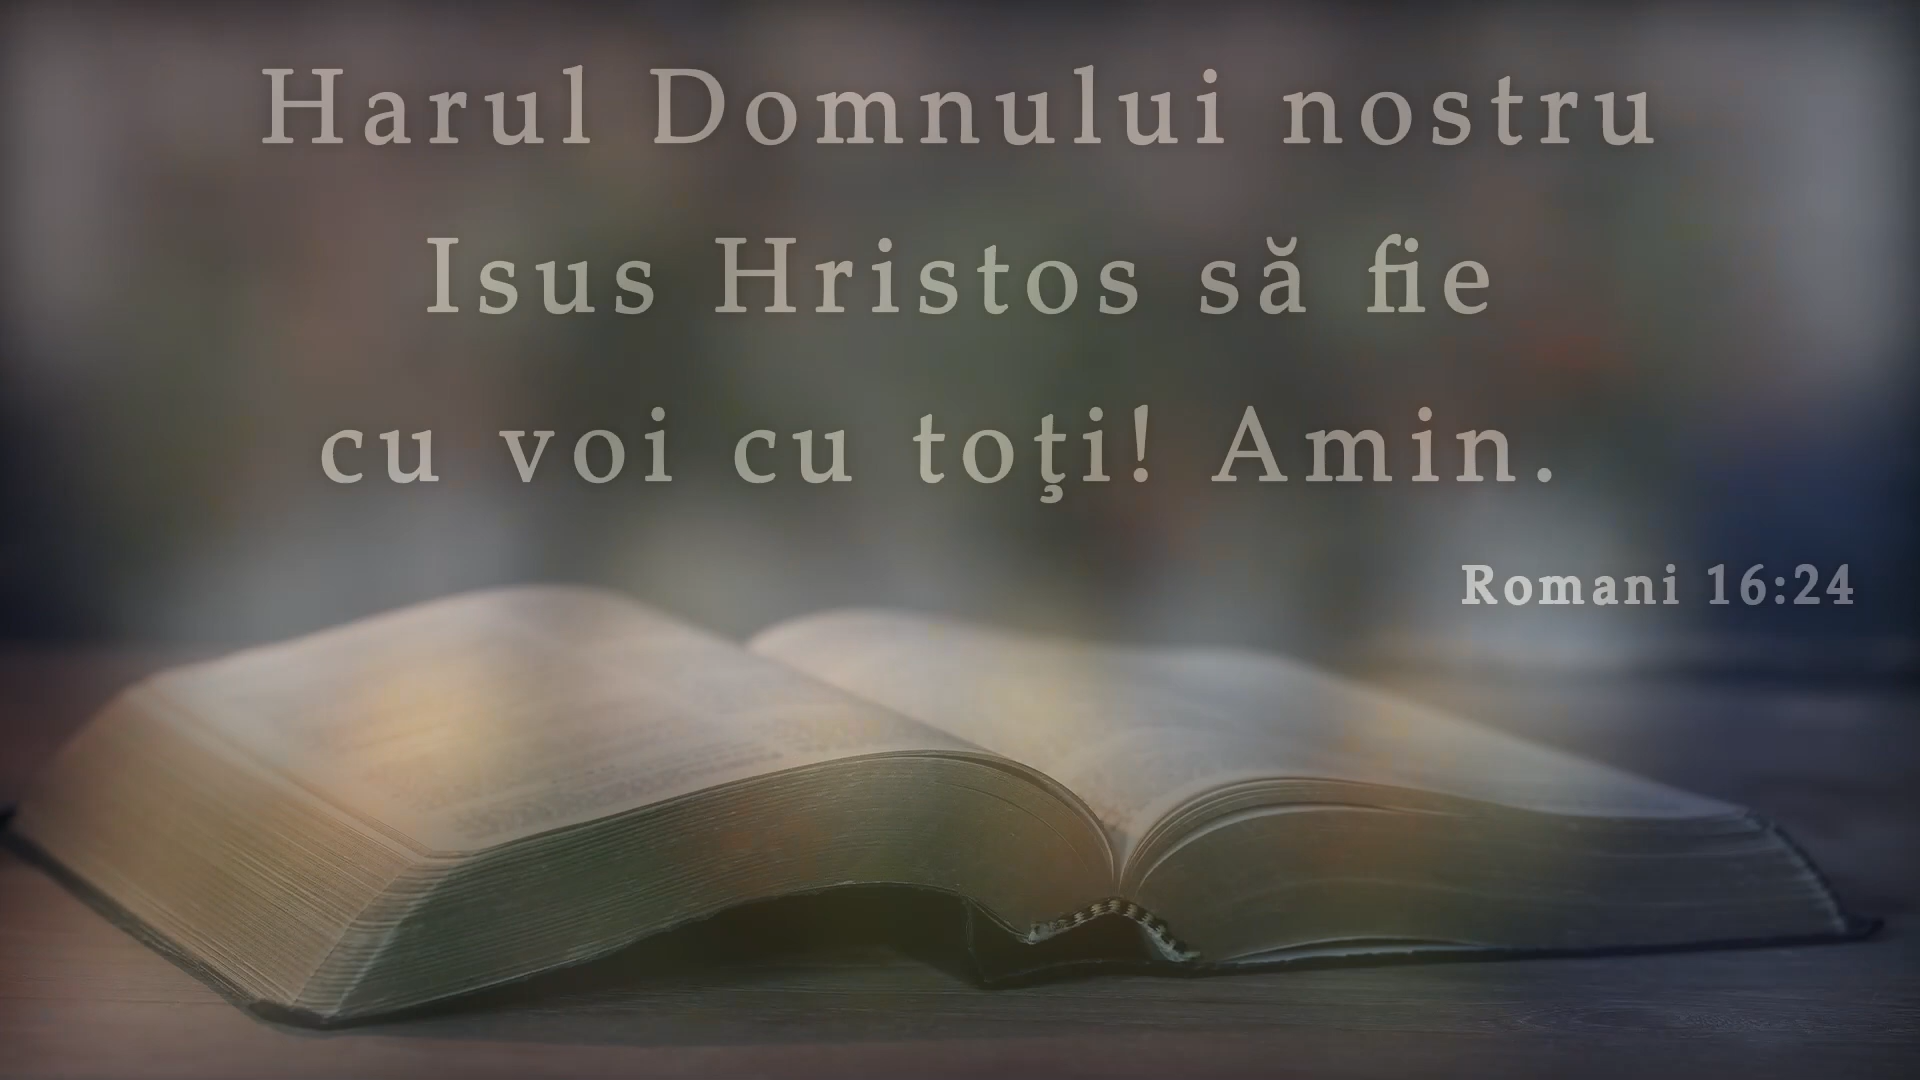 Harul Domnului nostru
Isus Hristos să fie
cu voi cu toţi! Amin.
Romani 16:24